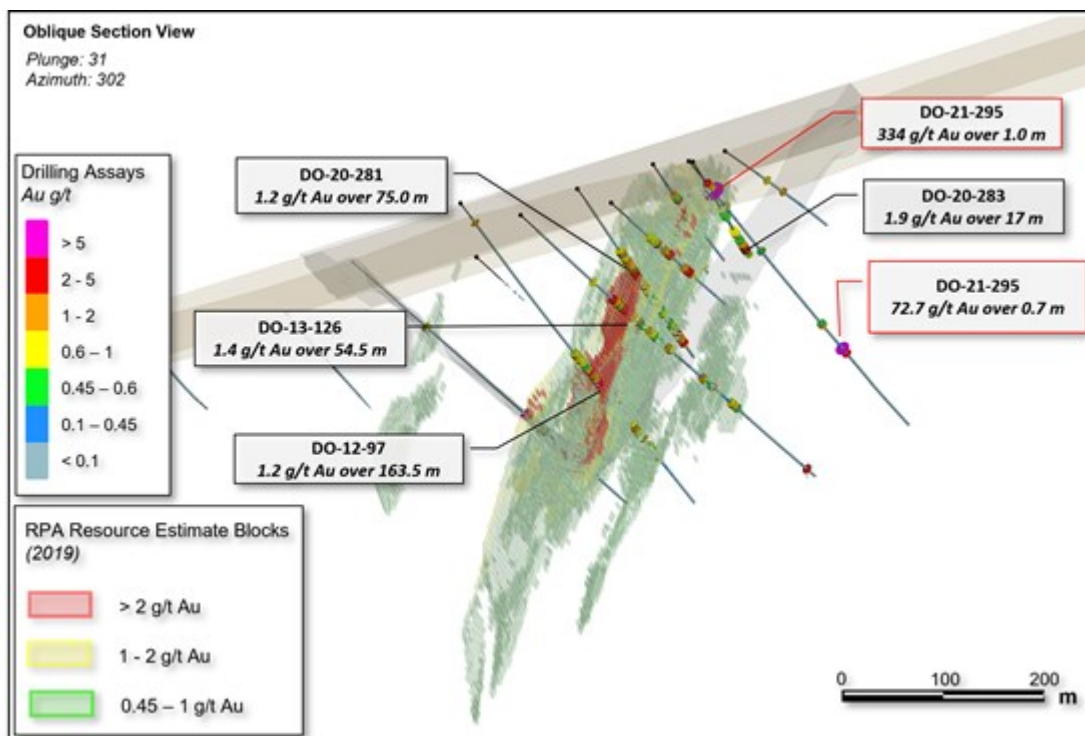 Oblique Section View
Plunge: 31
Azimuth: 302
DO-21-295
334 g/t Au over 1.0 m
Drilling Assays
Au g/t
> 5
2 - 5
1 - 2
0.6 – 1
0.45 – 0.6
0.1 – 0.45
< 0.1
DO-20-281
1.2 g/t Au over 75.0 m
DO-20-283
1.9 g/t Au over 17 m
DO-21-295
72.7 g/t Au over 0.7 m
DO-13-126
1.4 g/t Au over 54.5 m
DO-12-97
1.2 g/t Au over 163.5 m
RPA Resource Estimate Blocks
(2019)
> 2 g/t Au
1 - 2 g/t Au
0.45 – 1 g/t Au
0 100 200
m